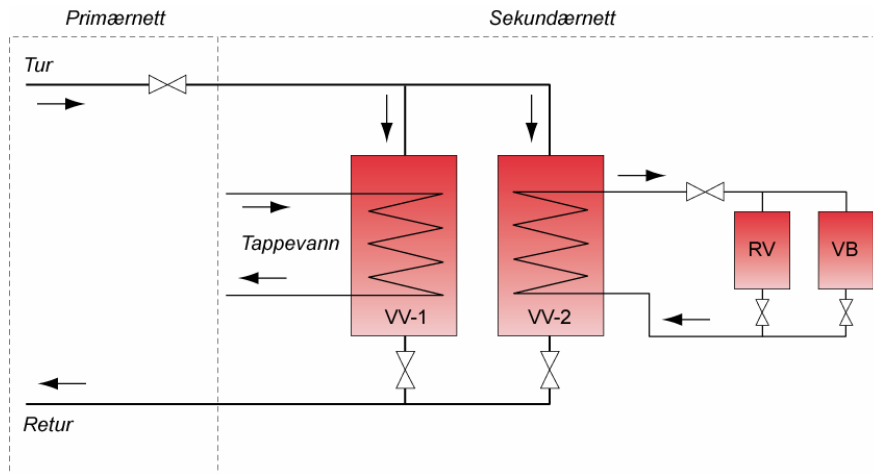 Primærnett
Sekundærnett
Tur
Tappevann
RV
VB
VV-1
VV-2
Retur